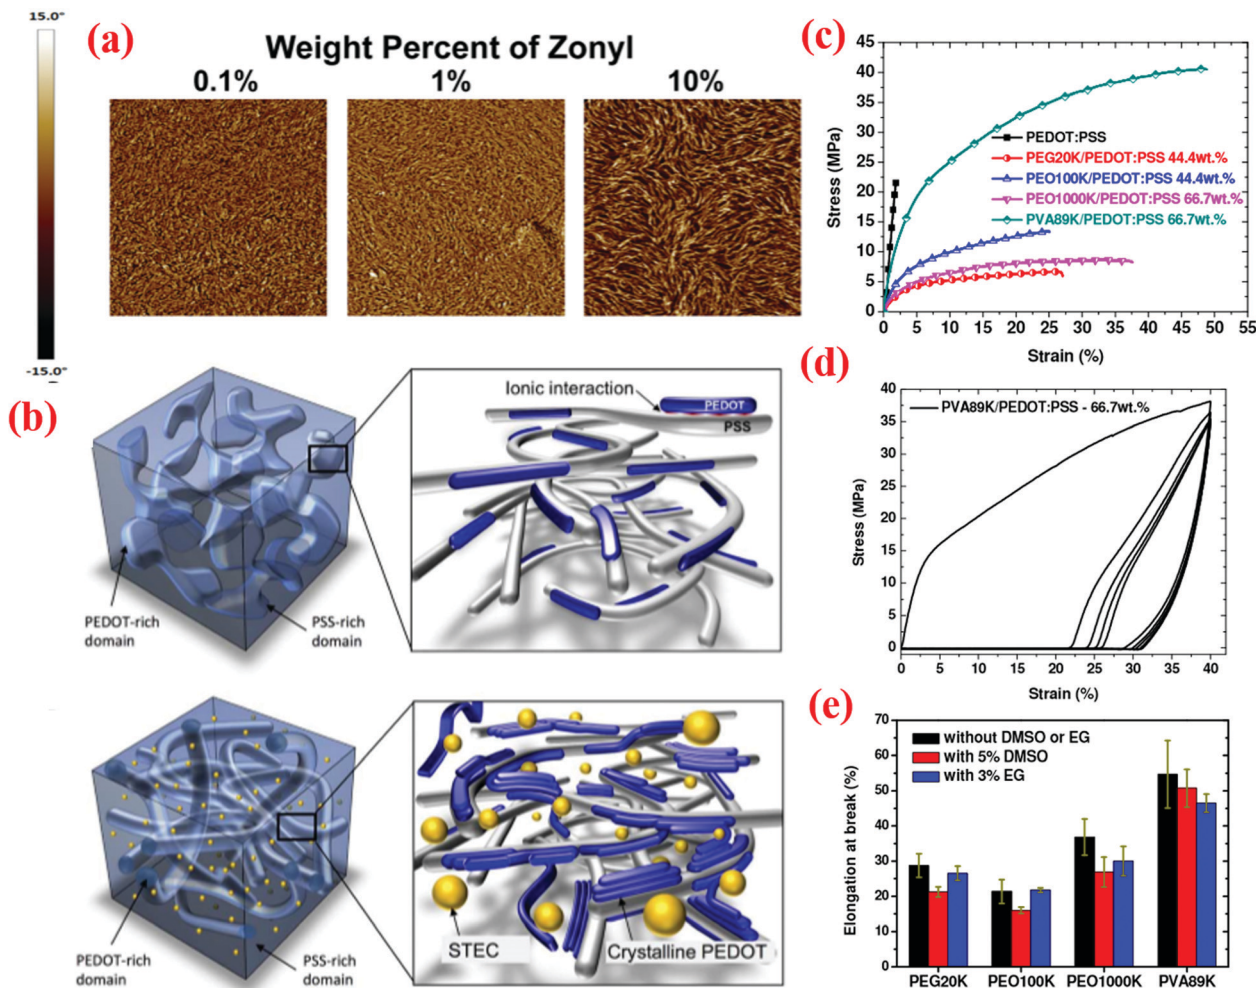 15.0°
-15.0°
(a)
Weight Percent of Zonyl
0.1%
1%
10%
(b)
Ionic interaction
PEDOT
PSS
PEDOT-rich
domain
PSS-rich
domain
PEDOT-rich
domain
PSS-rich
domain
STEC
Crystalline PEDOT
(c)
45
40
35
30
25
20
15
10
5
0
Stress (MPa)
PEDOT:PSS
PEG20K/PEDOT:PSS 44.4wt.%
PEO100K/PEDOT:PSS 44.4wt.%
PEO1000K/PEDOT:PSS 66.7wt.%
PVA89K/PEDOT:PSS 66.7wt.%
0 5 10 15 20 25 30 35 40 45 50 55
Strain (%)
(d)
40
35
30
25
20
15
10
5
0
Stress (MPa)
PVA89K/PEDOT:PSS - 66.7wt.%
0 5 10 15 20 25 30 35 40
Strain (%)
(e)
70
60
50
40
30
20
10
0
Elongation at break (%)
without DMSO or EG
with 5% DMSO
with 3% EG
PEG20K PEO100K PEO1000K PVA89K